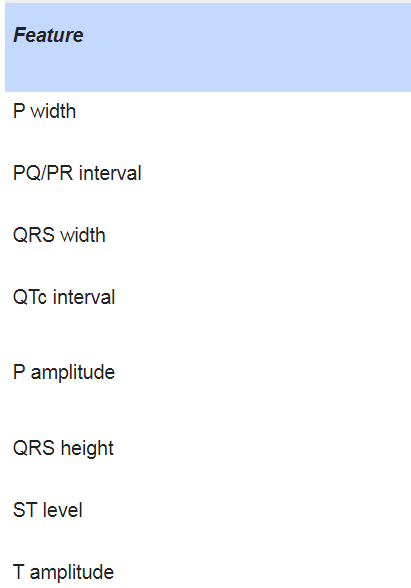 Feature
P width
PQ/PR interval
QRS width
QTc interval
P amplitude
QRS height
ST level
T amplitude